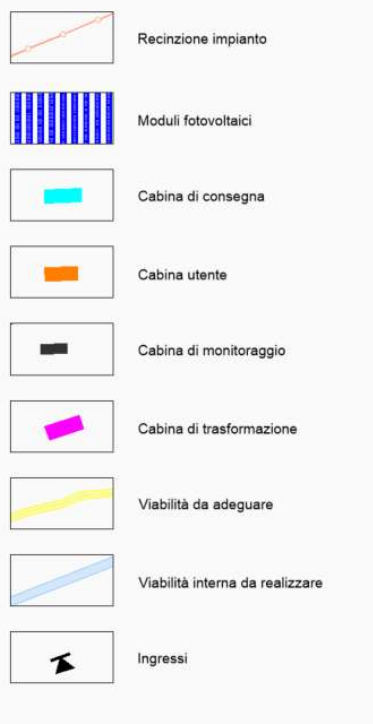 Recinzione impianto
Moduli fotovoltaici
Cabina di consegna
Cabina utente
Cabina di monitoraggio
Cabina di trasformazione
Viabilità da adeguare
Viabilità interna da realizzare
Ingressi